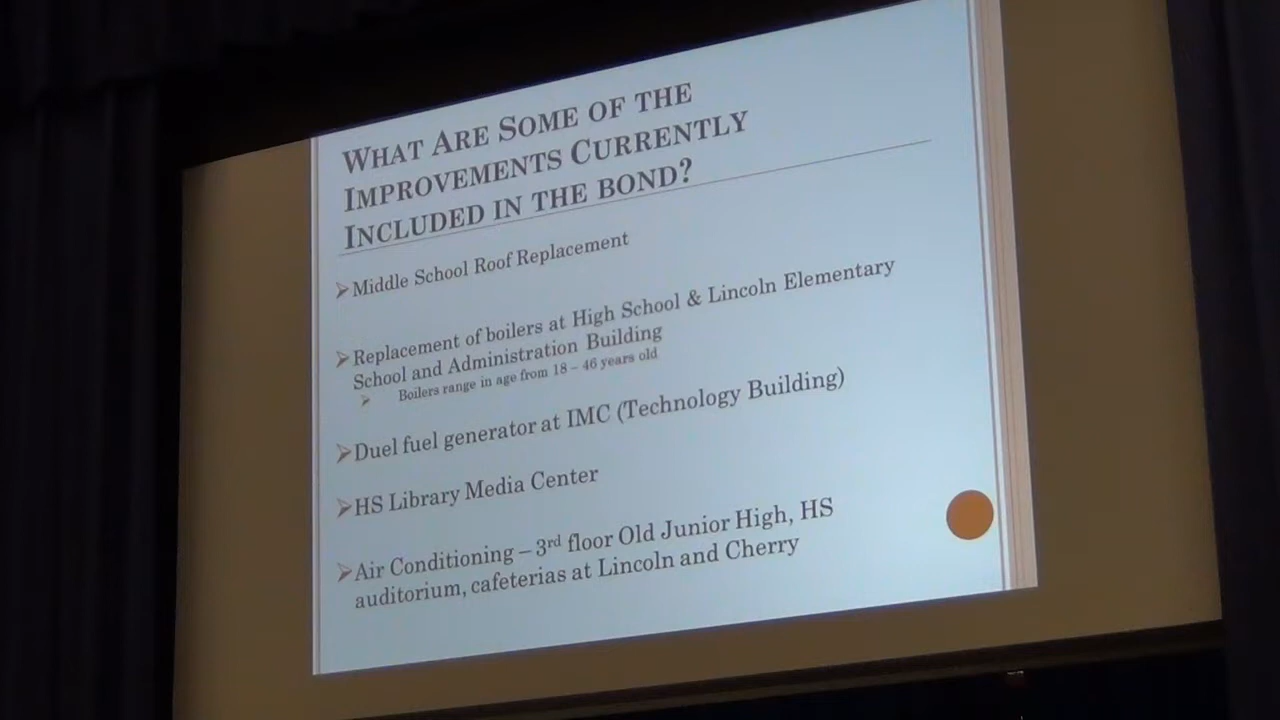 WHAT ARE SOME OF THE
IMPROVEMENTS CURRENTLY
INCLUDED IN THE BOND?
➢Middle School Roof Replacement
➢Replacement of boilers at High School & Lincoln Elementary
School and Administration Building
➢ Boilers range in age from 18 – 46 years old
➢Duel fuel generator at IMC (Technology Building)
➢HS Library Media Center
➢Air Conditioning – 3rd floor Old Junior High, HS
auditorium, cafeterias at Lincoln and Cherry